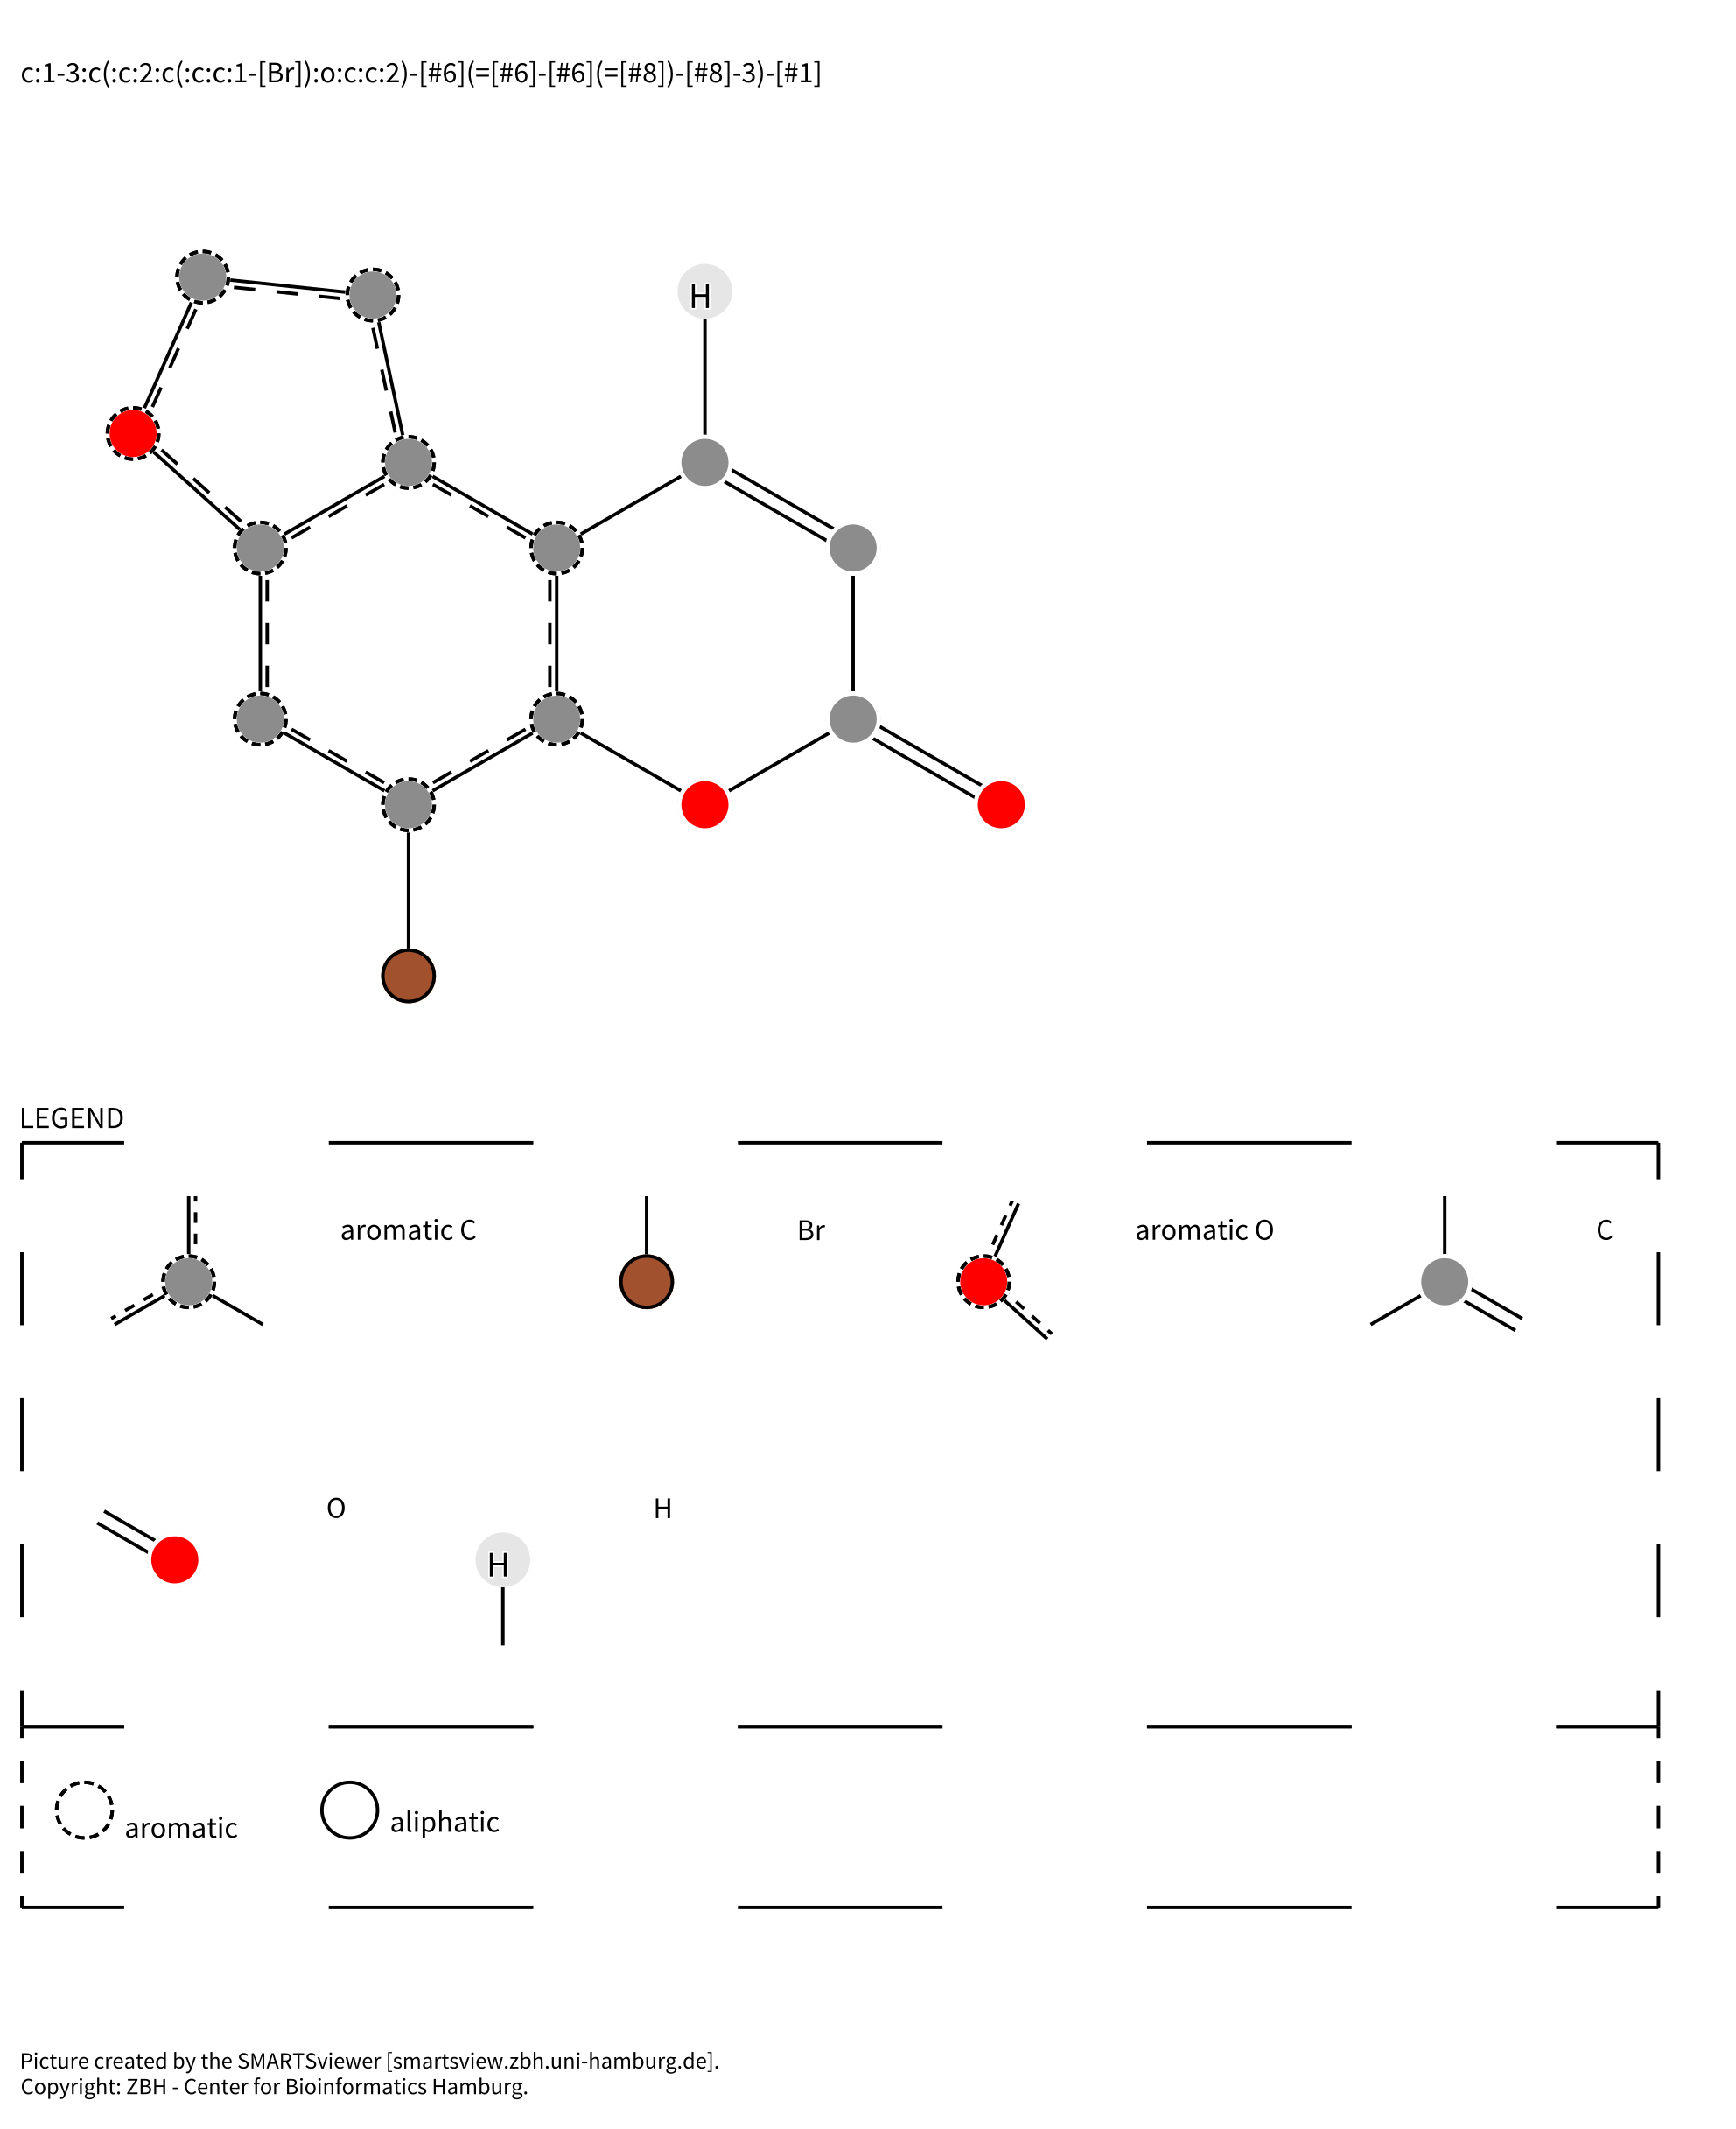 c:1-3:c(:c:2:c(:c:c:1-[Br]):o:c:c:2)-[#6](=[#6]-[#6](=[#8])-[#8]-3)-[#1]
H
LEGEND
aromatic C
Br
aromatic O
C
O
H
H
aromatic
aliphatic
Picture created by the SMARTSviewer [smartsview.zbh.uni-hamburg.de].
Copyright: ZBH - Center for Bioinformatics Hamburg.